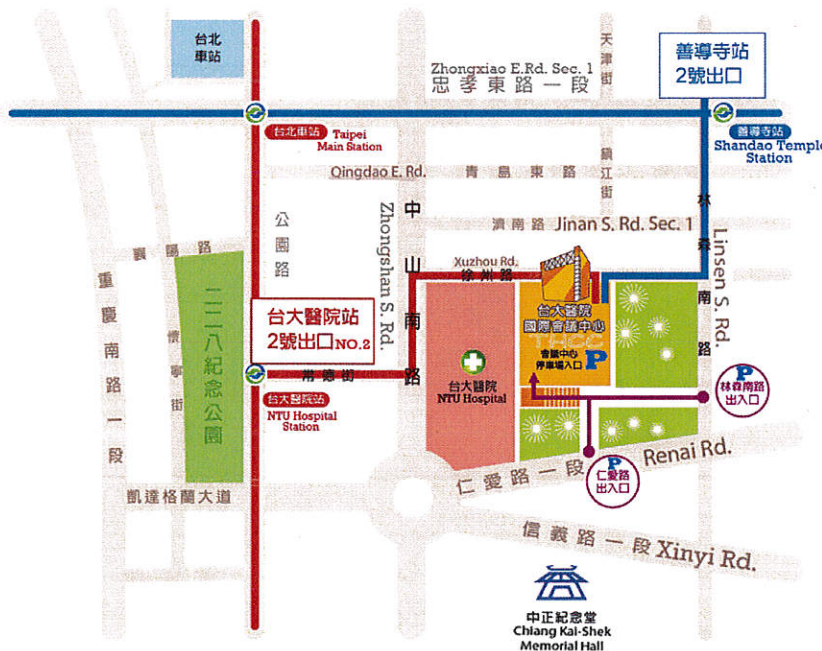 台北
車站
Zhongxiao E.Rd. Sec. 1
忠孝東路一段
天津街
善導寺站
2號出口
台北車站 Taipei
Main Station
善導寺站
Shandao Temple
Station
Qingdao E. Rd.
青島東路
鎮江街
林森南路
Linsen S. Rd.
公園路
中山南路
Zhongshan S. Rd.
濟南路 Jinan S. Rd. Sec. 1
襄陽路
重慶南路一段
懷寧街
二二八紀念公園
Xuzhou Rd.
徐州路
台大醫院
國際會議中心
THCC
會議中心
停車場入口
P
台大醫院站
2號出口NO.2
常德街
台大醫院站
NTU Hospital
Station
台大醫院
NTU Hospital
P
林森南路
出入口
P
仁愛路
出入口
仁愛路一段 Renai Rd.
凱達格蘭大道
信義路一段 Xinyi Rd.
中正紀念堂
Chiang Kai-Shek
Memorial Hall